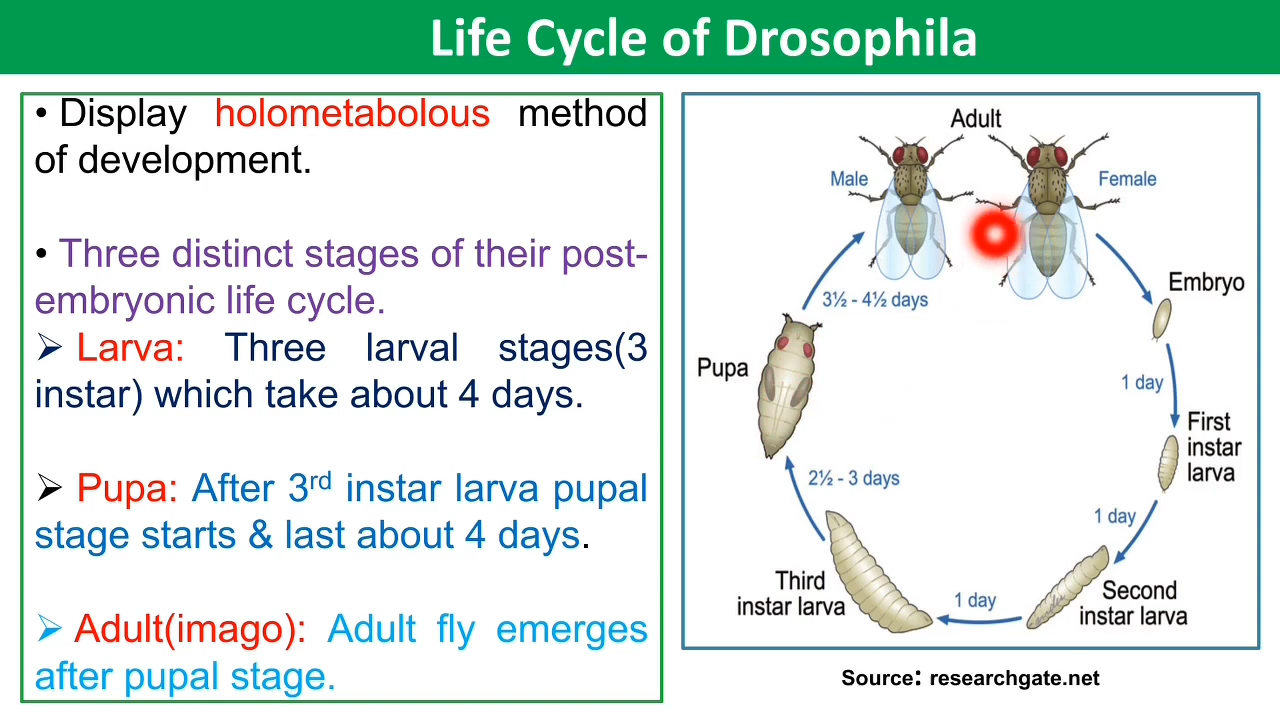 Life Cycle of Drosophila
• Display holometabolous method
of development.
• Three distinct stages of their post-
embryonic life cycle.
➢ Larva: Three larval stages(3
instar) which take about 4 days.
➢ Pupa: After 3rd instar larva pupal
stage starts & last about 4 days.
➢ Adult(imago): Adult fly emerges
after pupal stage.
Adult
Male
Female
Embryo
1 day
First
instar
larva
1 day
Second
instar larva
1 day
Third
instar larva
2½ - 3 days
Pupa
3½ - 4½ days
Source: researchgate.net